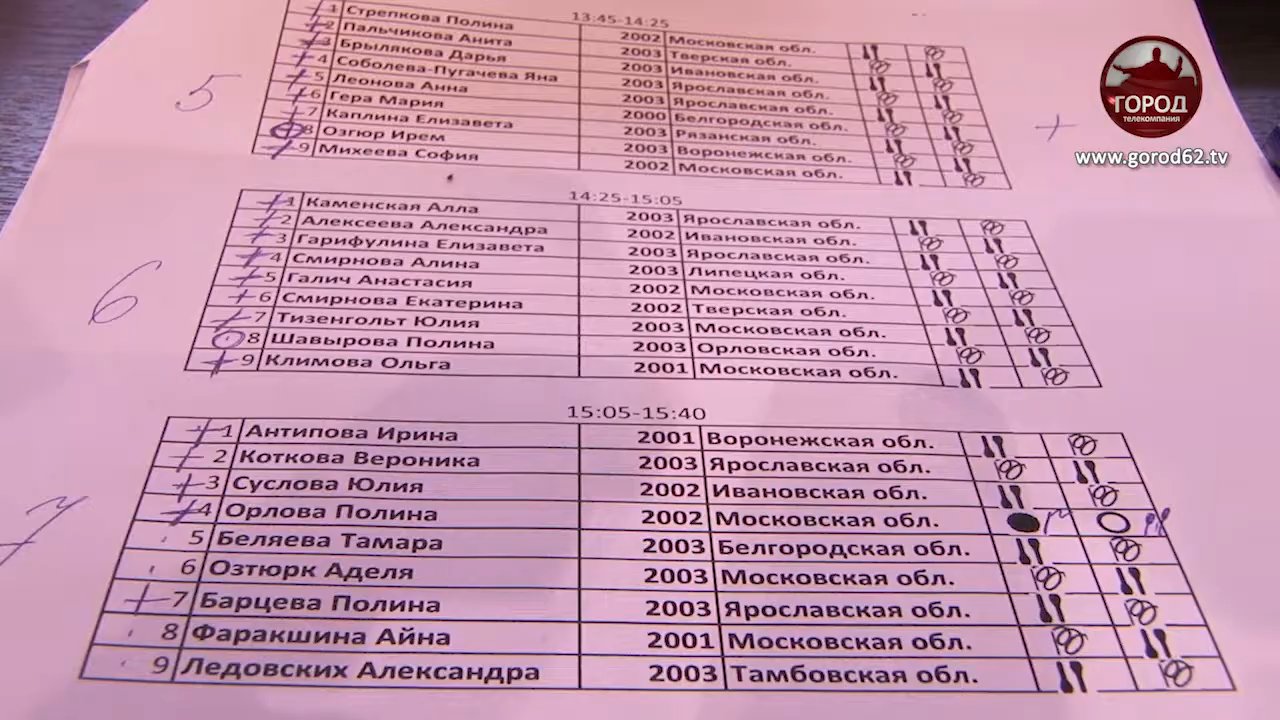 13:45-14:25
1 Стрепкова Полина 2002 Московская обл.
2 Пальчикова Анита 2003 Тверская обл.
3 Брылякова Дарья 2003 Ивановская обл.
4 Соболева-Пугачева Яна 2003 Ярославская обл.
5 Леонова Анна 2003 Ярославская обл.
6 Гера Мария 2000 Белгородская обл.
7 Каплина Елизавета 2003 Рязанская обл.
8 Озгюр Ирем 2003 Воронежская обл.
9 Михеева София 2002 Московская обл.
5
14:25-15:05
1 Каменская Алла 2003 Ярославская обл.
2 Алексеева Александра 2002 Ивановская обл.
3 Гарифулина Елизавета 2003 Ярославская обл.
4 Смирнова Алина 2003 Липецкая обл.
5 Галич Анастасия 2002 Московская обл.
6 Смирнова Екатерина 2002 Тверская обл.
7 Тизенгольт Юлия 2003 Московская обл.
8 Шавырова Полина 2003 Орловская обл.
9 Климова Ольга 2001 Московская обл.
6
15:05-15:40
1 Антипова Ирина 2001 Воронежская обл.
2 Коткова Вероника 2003 Ярославская обл.
3 Суслова Юлия 2002 Ивановская обл.
4 Орлова Полина 2002 Московская обл.
5 Беляева Тамара 2003 Белгородская обл.
6 Озтюрк Аделя 2003 Московская обл.
7 Барцева Полина 2003 Ярославская обл.
8 Фаракшина Айна 2001 Московская обл.
9 Ледовских Александра 2003 Тамбовская обл.
7
ГОРОД
телекомпания
www.gorod62.tv